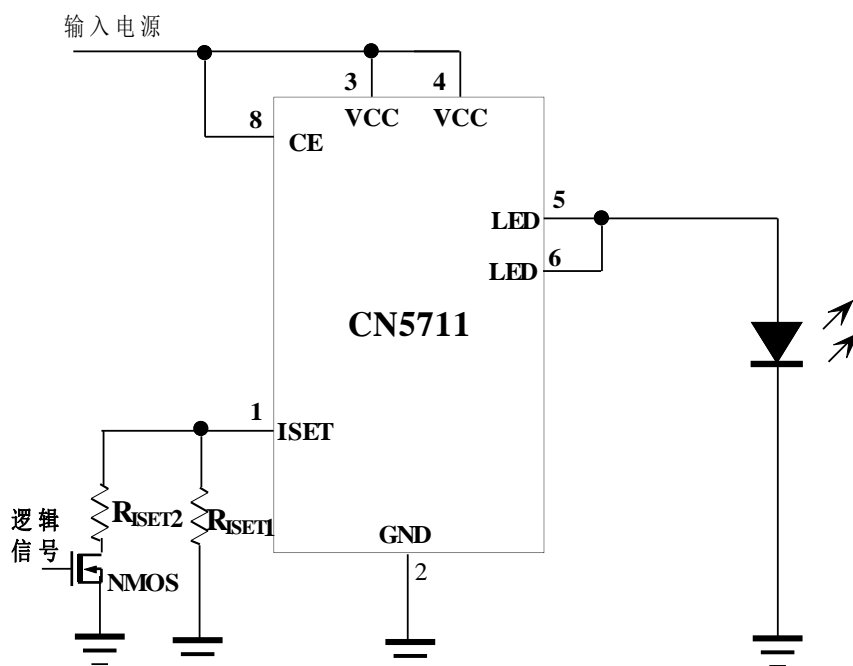 输入电源
3
4
8
VCC
VCC
CE
5
LED
6
LED
CN5711
1
ISET
逻辑
信号
RISET2
RISET1
NMOS
GND
2